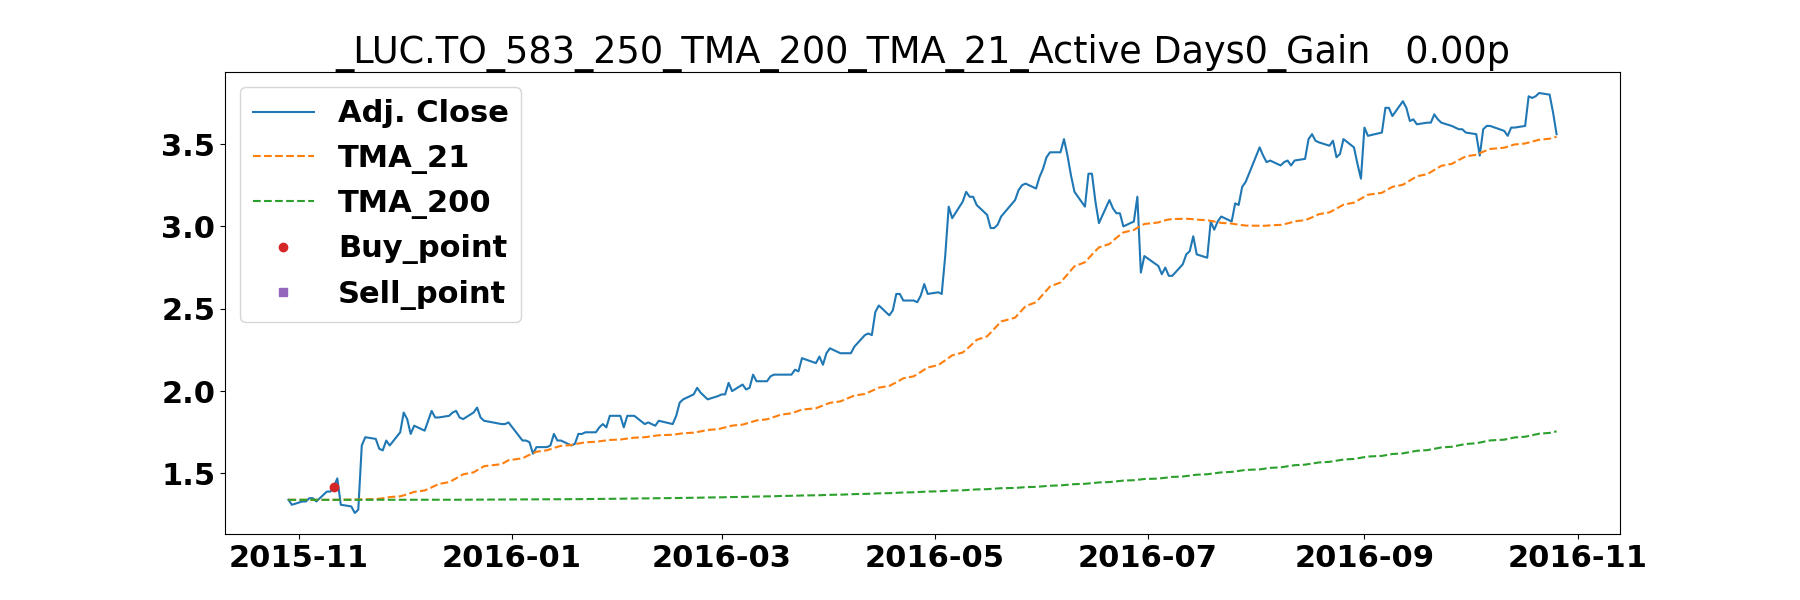 _LUC.TO_583_250_TMA_200_TMA_21_Active Days0_Gain   0.00p
Adj. Close
TMA_21
TMA_200
Buy_point
Sell_point
3.5
3.0
2.5
2.0
1.5
2015-11 2016-01 2016-03 2016-05 2016-07 2016-09 2016-11